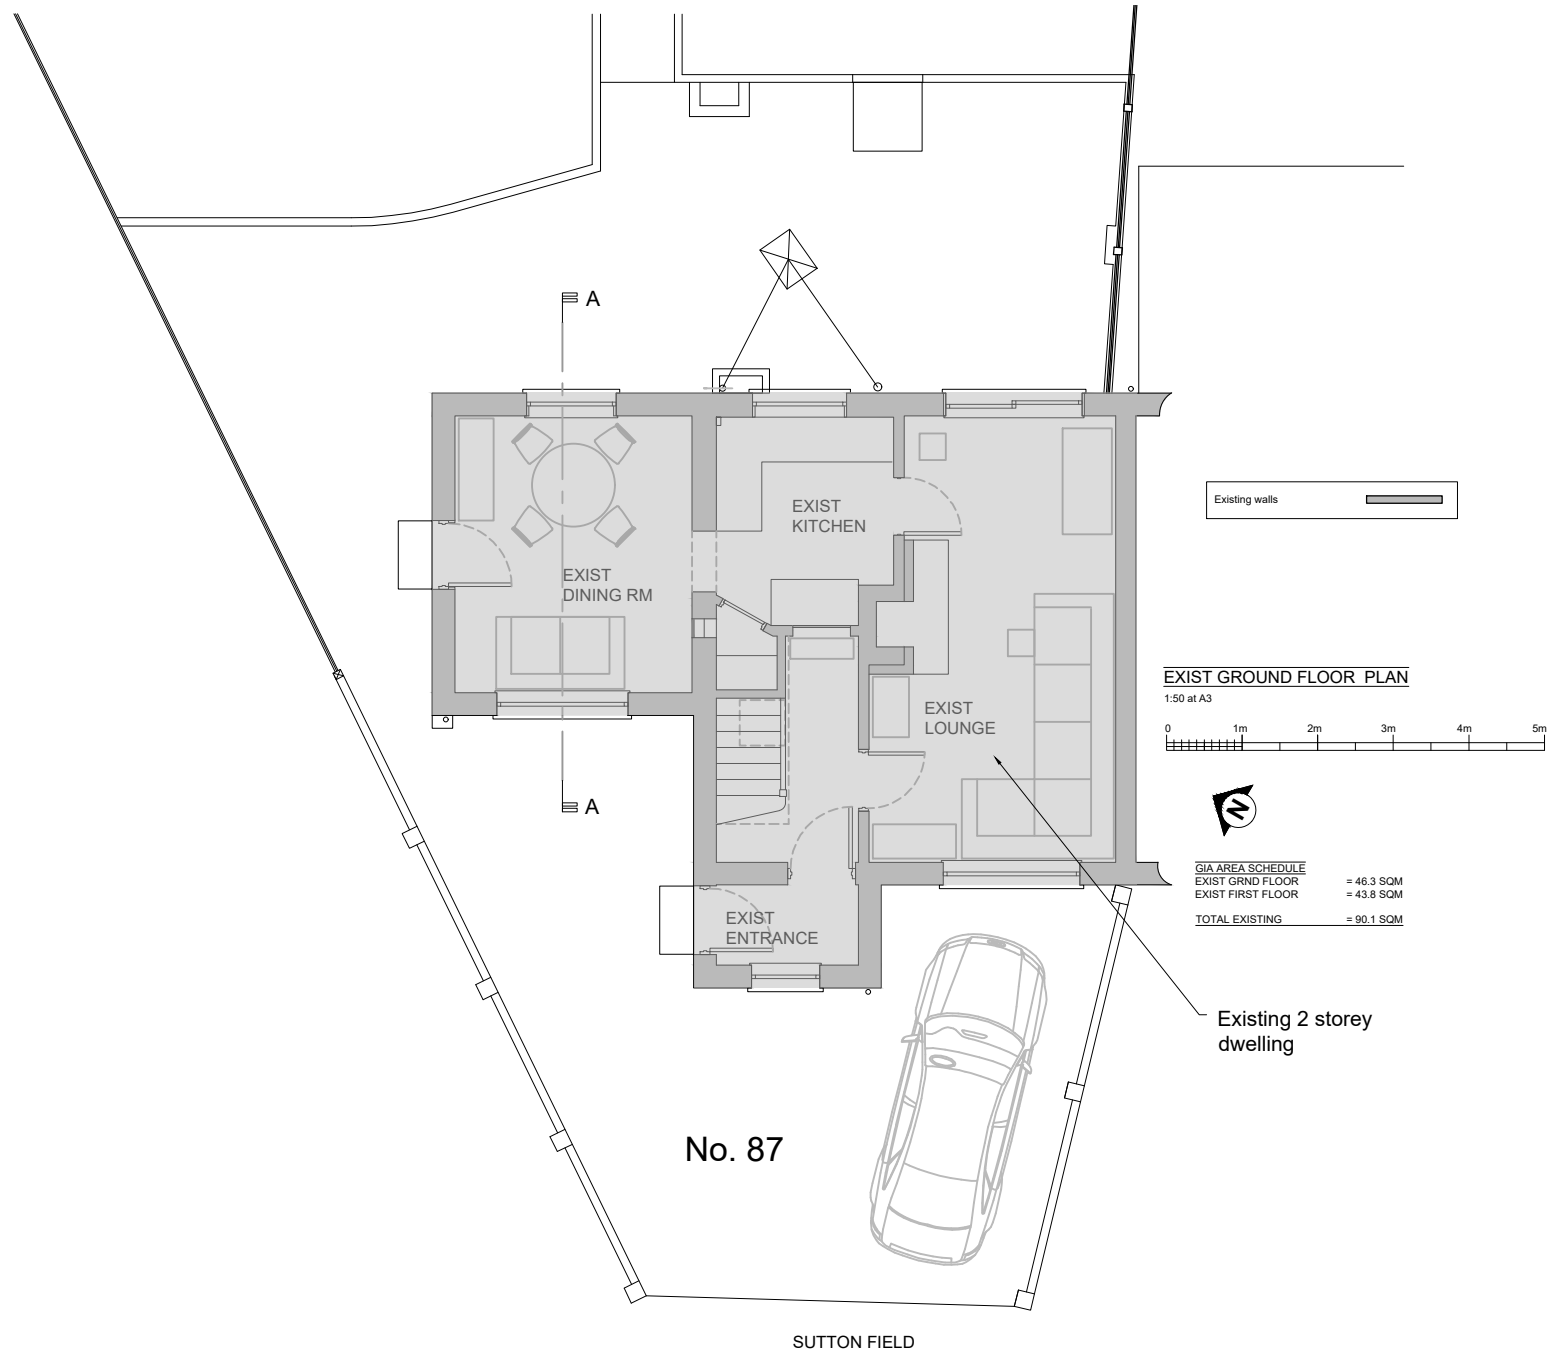 A
EXIST
KITCHEN
Existing walls
EXIST
DINING RM
EXIST GROUND FLOOR PLAN
1:50 at A3
EXIST
LOUNGE
0 1m 2m 3m 4m 5m
A
N
GIA AREA SCHEDULE
EXIST GRND FLOOR = 46.3 SQM
EXIST FIRST FLOOR = 43.8 SQM
TOTAL EXISTING = 90.1 SQM
EXIST
ENTRANCE
Existing 2 storey
dwelling
No. 87
SUTTON FIELD